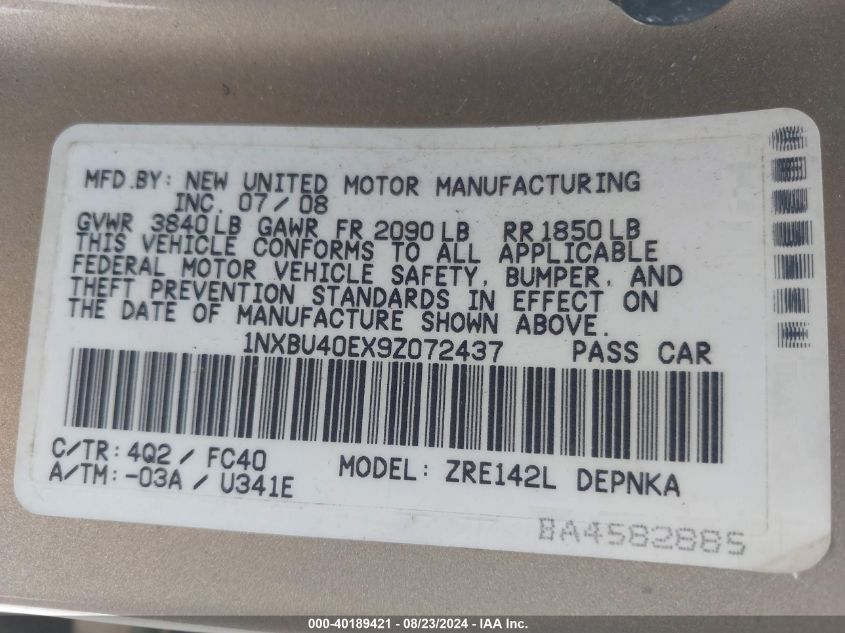 MFD.BY: NEW UNITED MOTOR MANUFACTURING
INC. 07/08
GVWR 3840LB GAWR FR 2090LB RR1850LB
THIS VEHICLE CONFORMS TO ALL APPLICABLE
FEDERAL MOTOR VEHICLE SAFETY, BUMPER, AND
THEFT PREVENTION STANDARDS IN EFFECT ON
THE DATE OF MANUFACTURE SHOWN ABOVE.
1NXBU40EX9Z072437 PASS CAR
C/TR: 4Q2 / FC40
A/TM: -03A / U341E
MODEL: ZRE142L DEPNKA
BA4582885
000-40189421 - 08/23/2024 - IAA Inc.